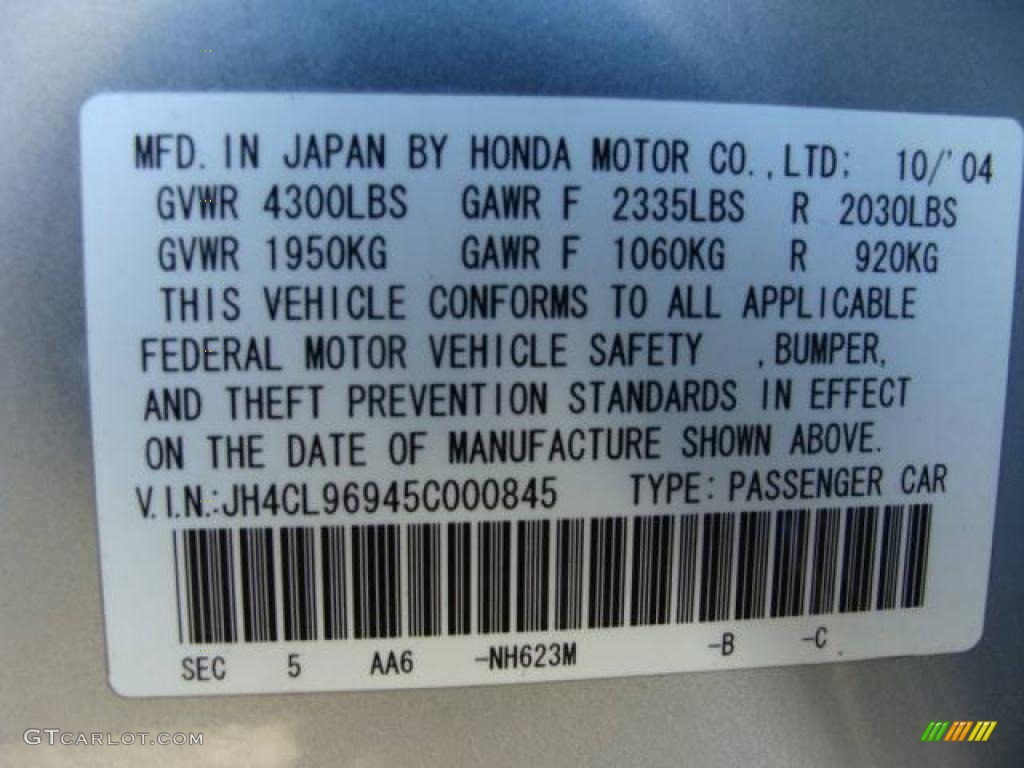 MFD. IN JAPAN BY HONDA MOTOR CO.,LTD; 10/'04
GVWR 4300LBS GAWR F 2335LBS R 2030LBS
GVWR 1950KG GAWR F 1060KG R 920KG
THIS VEHICLE CONFORMS TO ALL APPLICABLE
FEDERAL MOTOR VEHICLE SAFETY ,BUMPER,
AND THEFT PREVENTION STANDARDS IN EFFECT
ON THE DATE OF MANUFACTURE SHOWN ABOVE.
V.I.N.:JH4CL96945C000845 TYPE:PASSENGER CAR
SEC 5 AA6 -NH623M -B -C
GTCARLOT.COM